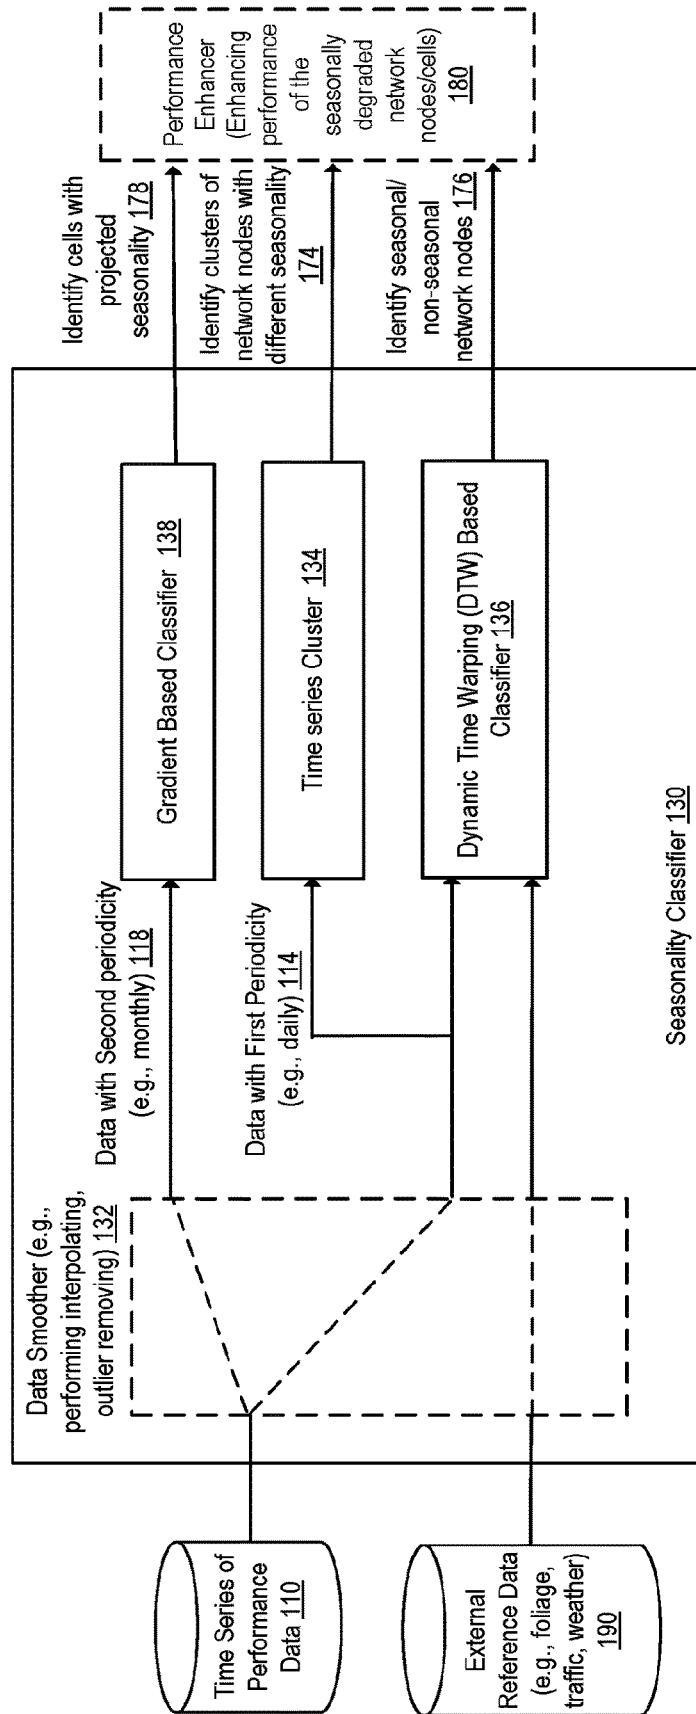 Time Series of
Performance
Data 110
External
Reference Data
(e.g., foliage,
traffic, weather)
190
Data Smoother (e.g.,
performing interpolating,
outlier removing) 132
Data with Second periodicity
(e.g., monthly) 118
Data with First Periodicity
(e.g., daily) 114
Gradient Based Classifier 138
Time series Cluster 134
Dynamic Time Warping (DTW) Based
Classifier 136
Seasonality Classifier 130
Identify cells with
projected
seasonality 178
Identify clusters of
network nodes with
different seasonality
174
Identify seasonal/
non-seasonal
network nodes 176
Performance
Enhancer
(Enhancing
performance
of the
seasonally
degraded
network
nodes/cells)
180